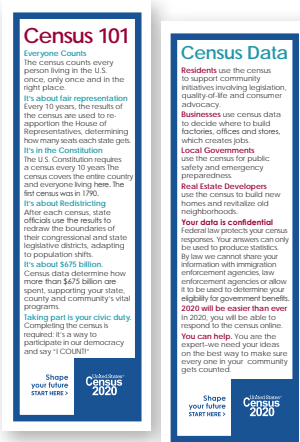 Census 101
Everyone Counts
The census counts every
person living in the U.S.
once, only once and in the
right place.
It's about fair representation
Every 10 years, the results of
the census are used to re-
apportion the House of
Representatives, determining
how many seats each state gets.
It's in the Constitution
The U.S. Constitution requires
a census every 10 years The
census covers the entire country
and everyone living here. The
first census was in 1790.
It's about Redistricting
After each census, state
officials use the results to
redraw the boundaries of
their congressional and state
legislative districts, adapting
to population shifts.
It's about $675 billion.
Census data determine how
more than $675 billion are
spent, supporting your state,
county and community's vital
programs.
Taking part is your civic duty.
Completing the census is
required: it's a way to
participate in our democracy
and say "I COUNT!"
Shape
your future
START HERE >
United States®
Census
2020
Census Data
Residents use the census
to support community
initiatives involving legislation,
quality-of-life and consumer
advocacy.
Businesses use census data
to decide where to build
factories, offices and stores,
which creates jobs.
Local Governments
use the census for public
safety and emergency
preparedness.
Real Estate Developers
use the census to build new
homes and revitalize old
neighborhoods.
Your data is confidential
Federal law protects your census
responses. Your answers can only
be used to produce statistics.
By law we cannot share your
information with immigration
enforcement agencies, law
enforcement agencies or allow
it to be used to determine your
eligibility for government benefits.
2020 will be easier than ever
In 2020, you will be able to
respond to the census online.
You can help. You are the
expert–we need your ideas
on the best way to make sure
every one in your community
gets counted.
Shape
your future
START HERE >
United States®
Census
2020